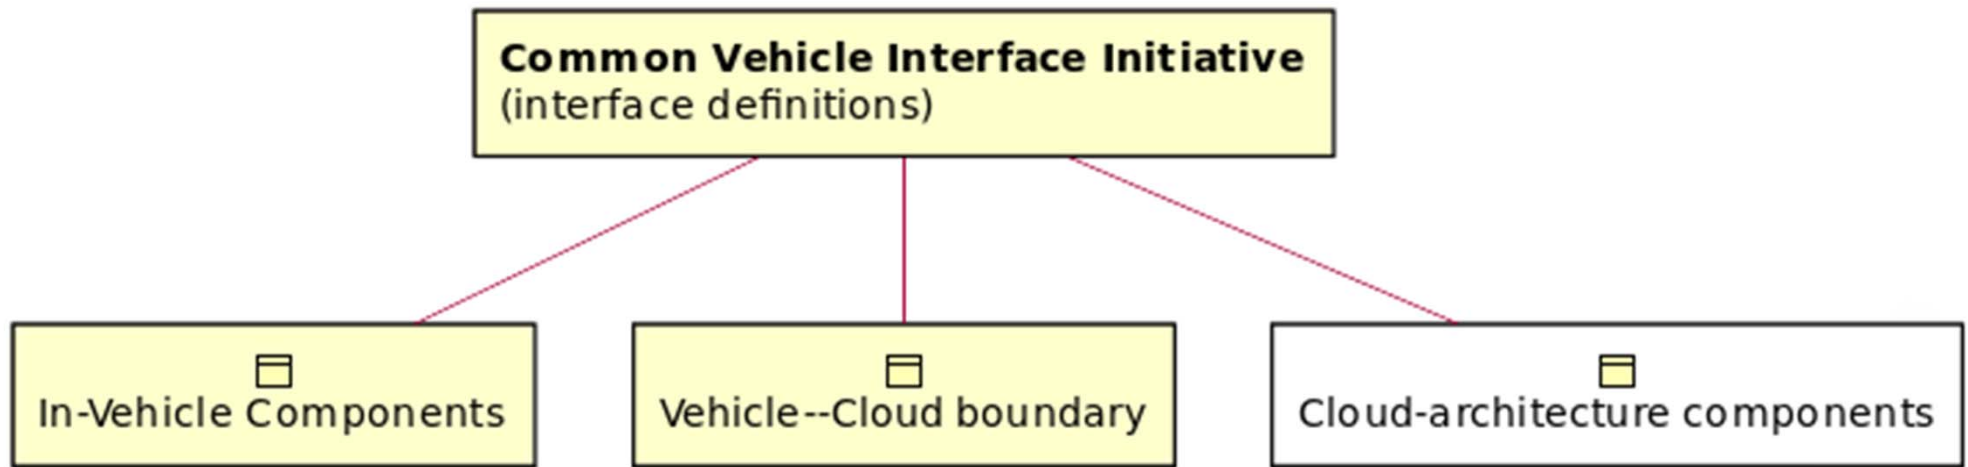 Common Vehicle Interface Initiative
(interface definitions)
In-Vehicle Components
Vehicle--Cloud boundary
Cloud-architecture components